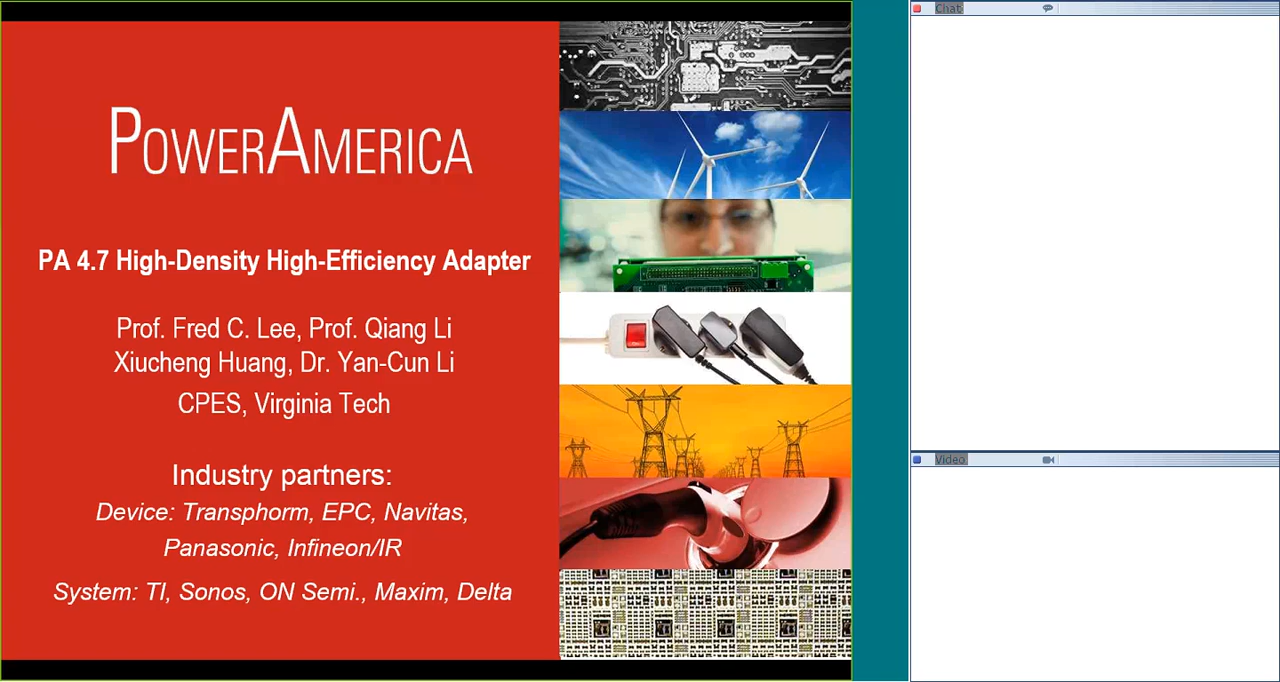 POWERAMERICA
PA 4.7 High-Density High-Efficiency Adapter
Prof. Fred C. Lee, Prof. Qiang Li
Xiucheng Huang, Dr. Yan-Cun Li
CPES, Virginia Tech
Industry partners:
Device: Transphorm, EPC, Navitas,
Panasonic, Infineon/IR
System: TI, Sonos, ON Semi., Maxim, Delta
Chat
Video